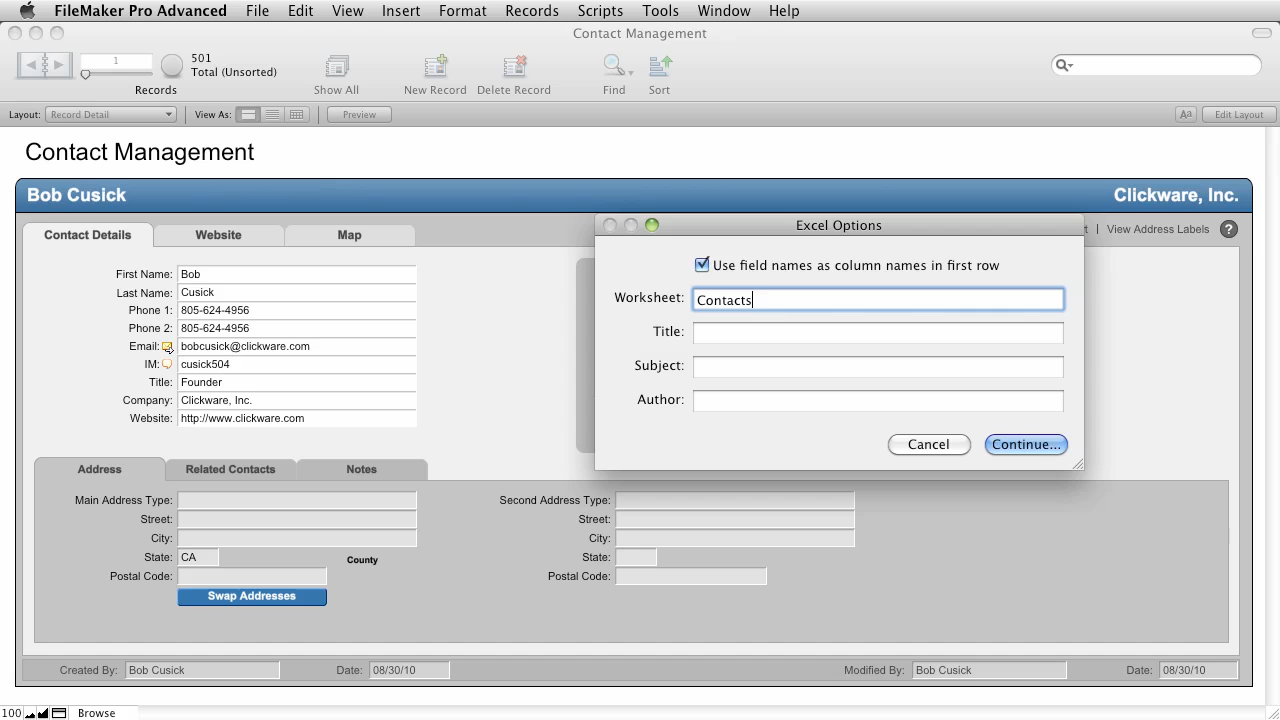 FileMaker Pro Advanced File Edit View Insert Format Records Scripts Tools Window Help
Contact Management
1
501
Total (Unsorted)
Records
Show All
New Record
Delete Record
Find
Sort
Layout: Record Detail
View As:
Preview
Aa
Edit Layout
Contact Management
Bob Cusick
Clickware, Inc.
Contact Details
Website
Map
t | View Address Labels ?
First Name: Bob
Last Name: Cusick
Phone 1: 805-624-4956
Phone 2: 805-624-4956
Email: bobcusick@clickware.com
IM: cusick504
Title: Founder
Company: Clickware, Inc.
Website: http://www.clickware.com
Excel Options
Use field names as column names in first row
Worksheet: Contacts
Title:
Subject:
Author:
Cancel
Continue...
Address
Related Contacts
Notes
Main Address Type:
Street:
City:
State: CA
County
Postal Code:
Swap Addresses
Second Address Type:
Street:
City:
State:
Postal Code:
Created By: Bob Cusick
Date: 08/30/10
Modified By: Bob Cusick
Date: 08/30/10
100
Browse